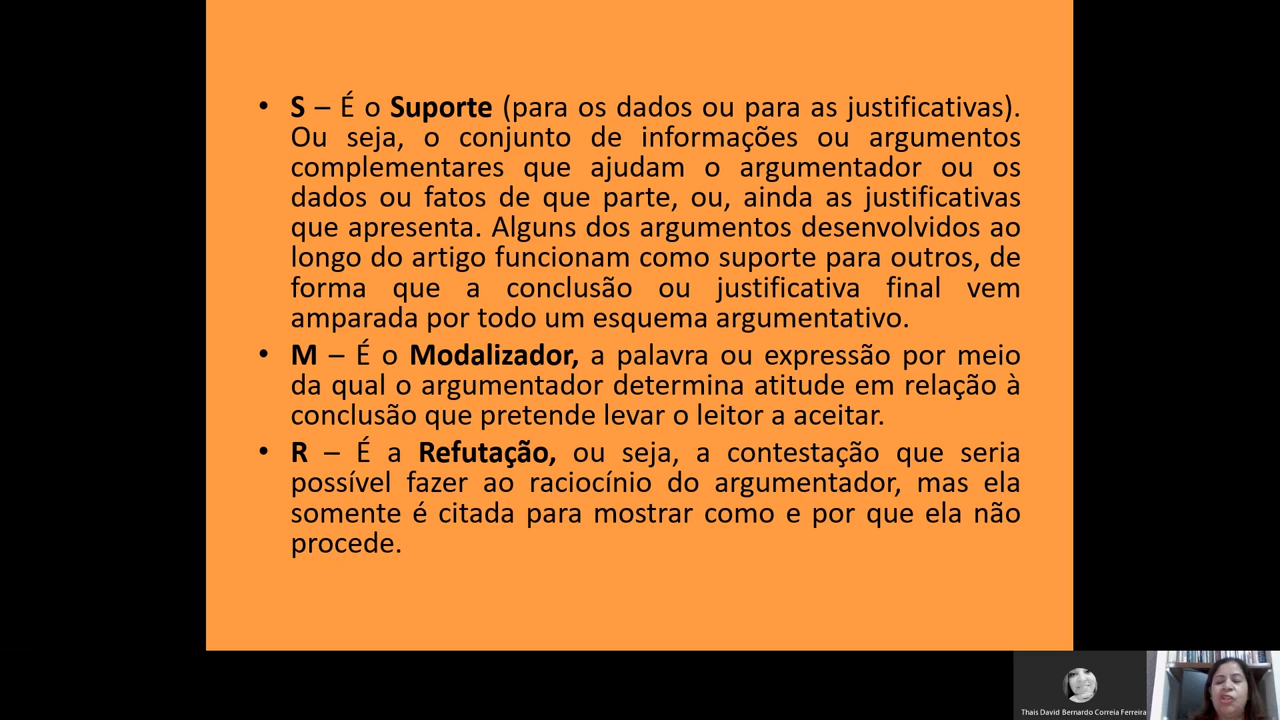 • S – É o Suporte (para os dados ou para as justificativas).
Ou seja, o conjunto de informações ou argumentos
complementares que ajudam o argumentador ou os
dados ou fatos de que parte, ou, ainda as justificativas
que apresenta. Alguns dos argumentos desenvolvidos ao
longo do artigo funcionam como suporte para outros, de
forma que a conclusão ou justificativa final vem
amparada por todo um esquema argumentativo.
• M – É o Modalizador, a palavra ou expressão por meio
da qual o argumentador determina atitude em relação à
conclusão que pretende levar o leitor a aceitar.
• R – É a Refutação, ou seja, a contestação que seria
possível fazer ao raciocínio do argumentador, mas ela
somente é citada para mostrar como e por que ela não
procede.
Thais David Bernardo Correia Ferreira